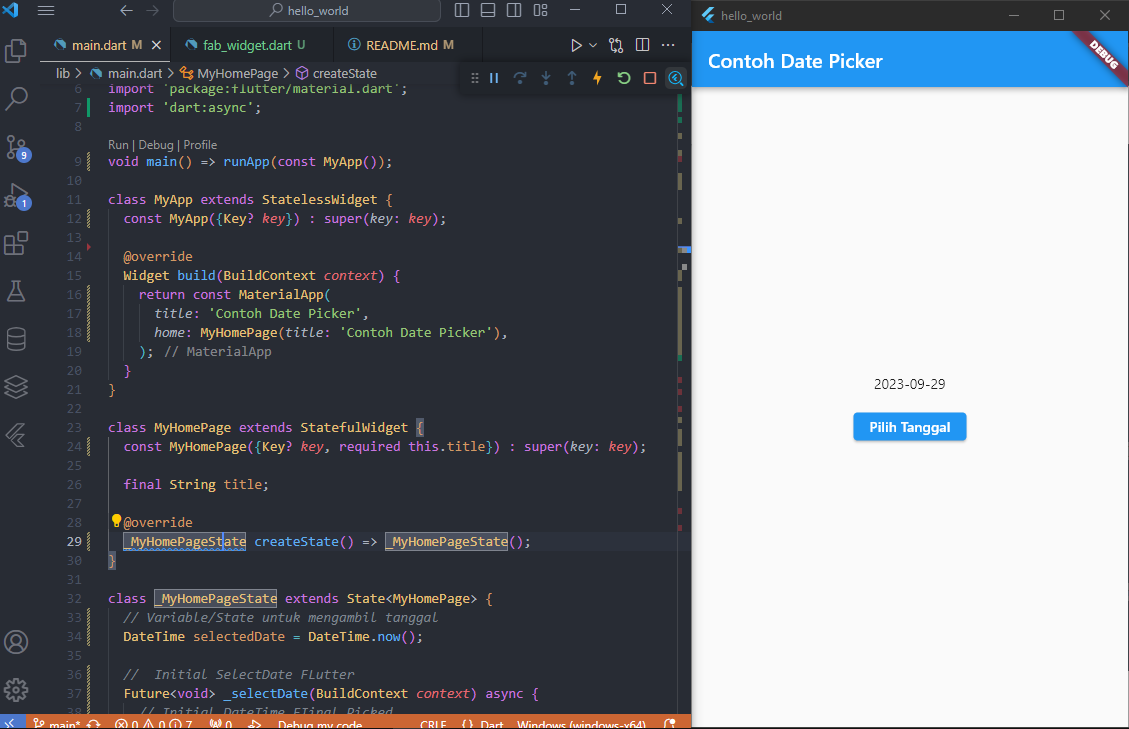 hello_world
main.dart M
fab_widget.dart U
README.md M
lib > main.dart > MyHomePage > createState
6 import 'package:flutter/material.dart';
7 import 'dart:async';
8
Run | Debug | Profile
9 void main() => runApp(const MyApp());
10
11 class MyApp extends StatelessWidget {
12 const MyApp({Key? key}) : super(key: key);
13
14 @override
15 Widget build(BuildContext context) {
16 return const MaterialApp(
17 title: 'Contoh Date Picker',
18 home: MyHomePage(title: 'Contoh Date Picker'),
19 ); // MaterialApp
20 }
21 }
22
23 class MyHomePage extends StatefulWidget {
24 const MyHomePage({Key? key, required this.title}) : super(key: key);
25
26 final String title;
27
28 @override
29 _MyHomePageState createState() => _MyHomePageState();
30 }
31
32 class _MyHomePageState extends State<MyHomePage> {
33 // Variable/State untuk mengambil tanggal
34 DateTime selectedDate = DateTime.now();
35
36 //  Initial SelectDate FLutter
37 Future<void> _selectDate(BuildContext context) async {
38 // Initial DateTime FIinal Picked
9
1
main* 0 0 7 0 Debug my code CRLF {} Dart Windows (windows-x64)
hello_world
Contoh Date Picker
DEBUG
2023-09-29
Pilih Tanggal